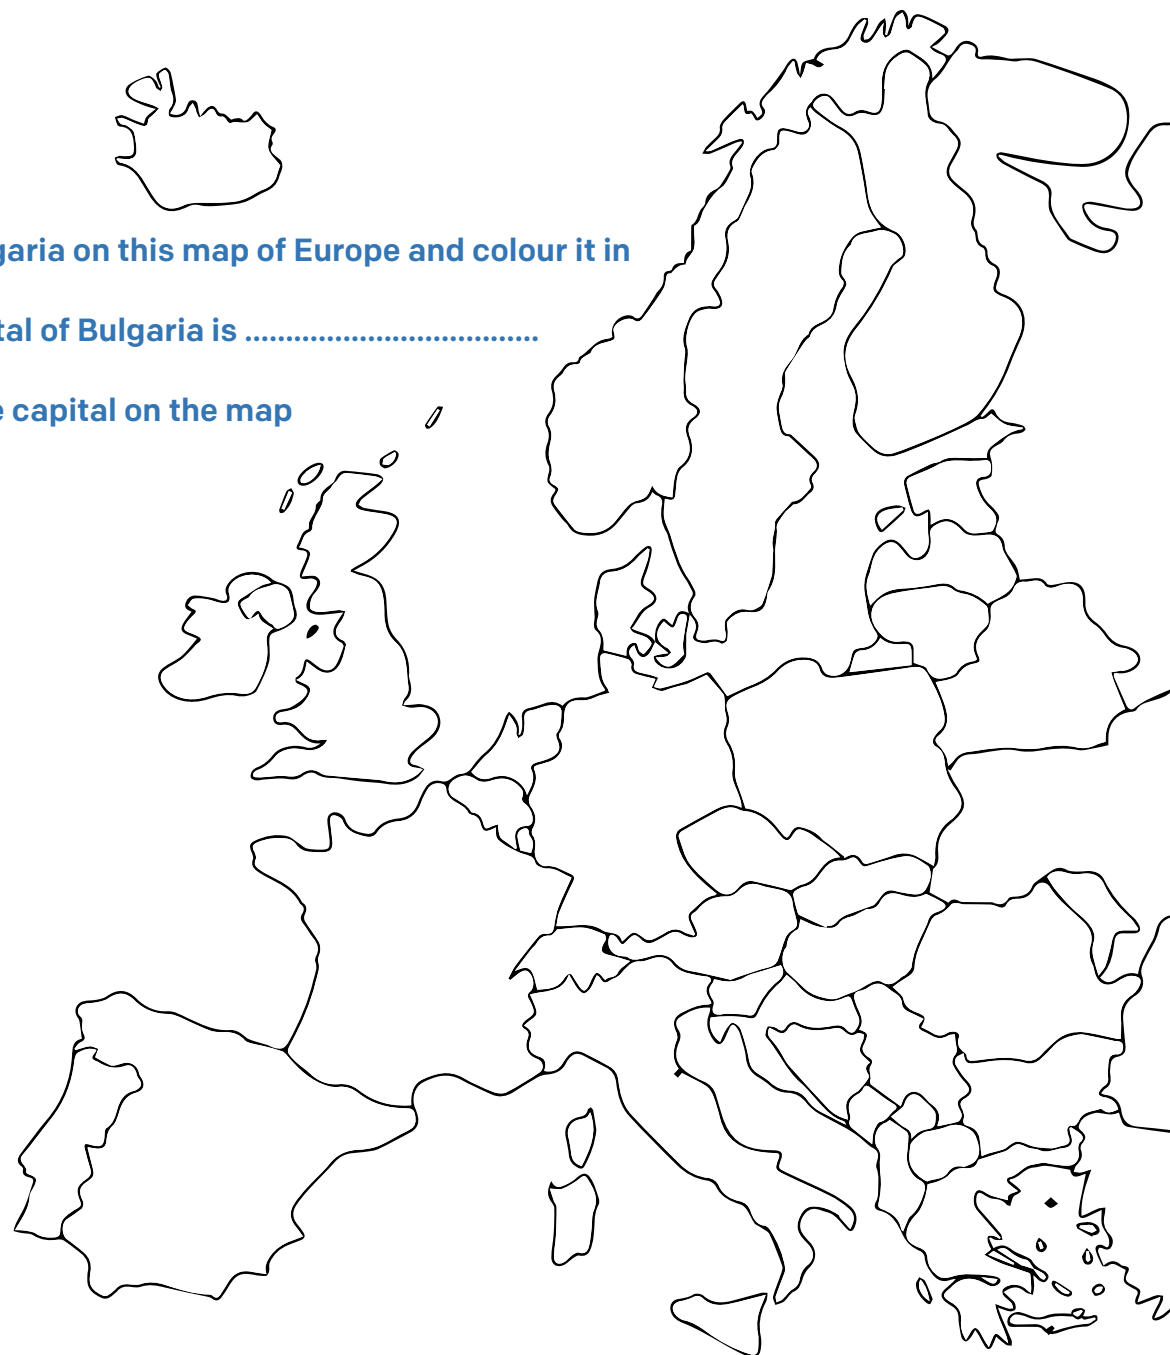 garia on this map of Europe and colour it in
tal of Bulgaria is ....................................
e capital on the map